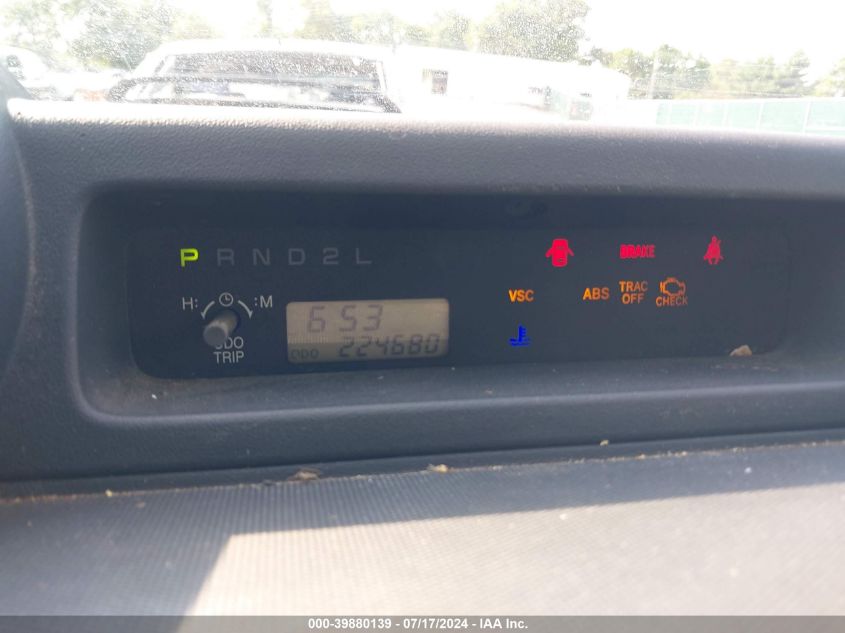 P R N D 2 L
BRAKE
VSC
ABS
TRAC
OFF
CHECK
H: :M
6 53
ODO
TRIP
ODO 224680
000-39880139 - 07/17/2024 - IAA Inc.